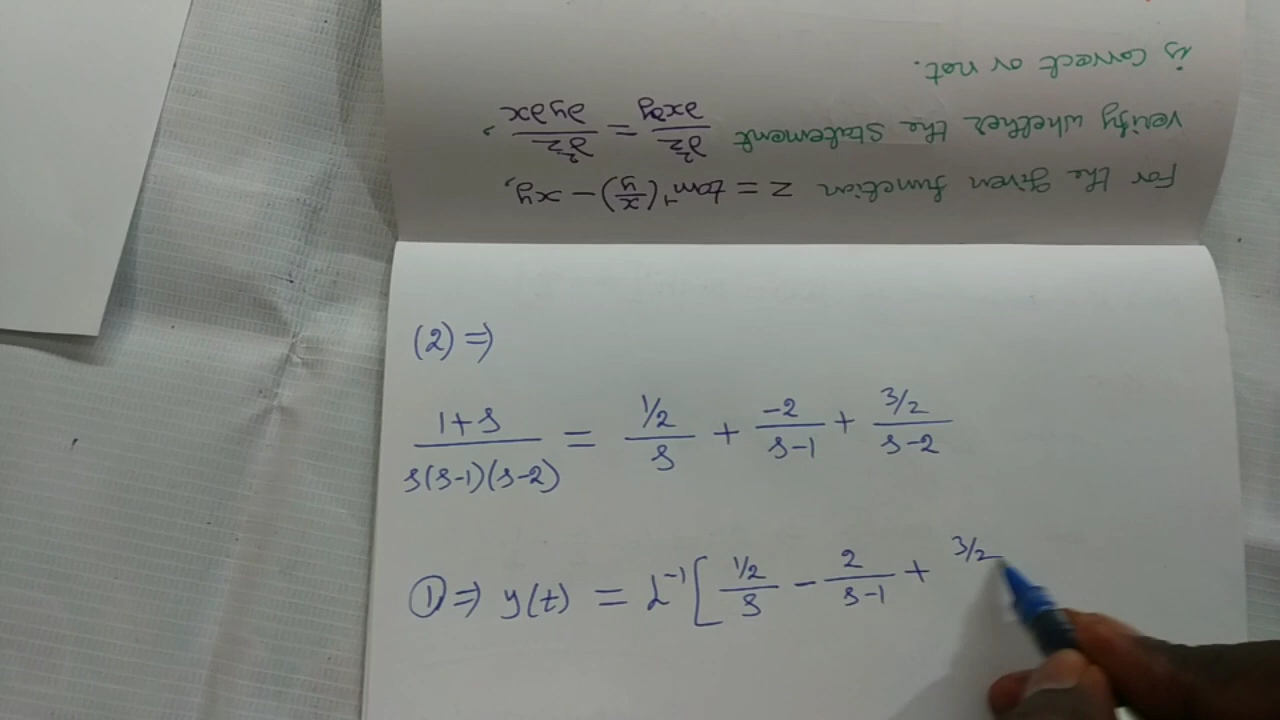 For the given function z = tan⁻¹(x/y) − xy,
verify whether the statement ∂²z/∂x∂y = ∂²z/∂y∂x,
is correct or not.
(2) ⇒
1+s / s(s-1)(s-2) = 1/2 / s + -2 / s-1 + 3/2 / s-2
① ⇒ y(t) = L⁻¹[ 1/2 / s − 2 / s-1 + 3/2